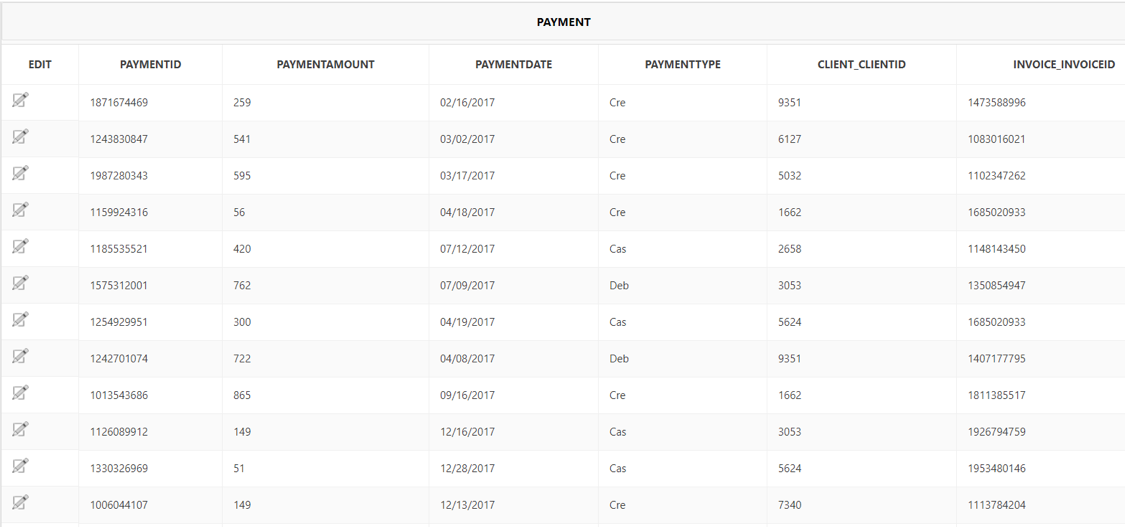 PAYMENT
EDIT PAYMENTID PAYMENTAMOUNT PAYMENTDATE PAYMENTTYPE CLIENT_CLIENTID INVOICE_INVOICEID
1871674469 259 02/16/2017 Cre 9351 1473588996
1243830847 541 03/02/2017 Cre 6127 1083016021
1987280343 595 03/17/2017 Cre 5032 1102347262
1159924316 56 04/18/2017 Cre 1662 1685020933
1185535521 420 07/12/2017 Cas 2658 1148143450
1575312001 762 07/09/2017 Deb 3053 1350854947
1254929951 300 04/19/2017 Cas 5624 1685020933
1242701074 722 04/08/2017 Deb 9351 1407177795
1013543686 865 09/16/2017 Cre 1662 1811385517
1126089912 149 12/16/2017 Cas 3053 1926794759
1330326969 51 12/28/2017 Cas 5624 1953480146
1006044107 149 12/13/2017 Cre 7340 1113784204